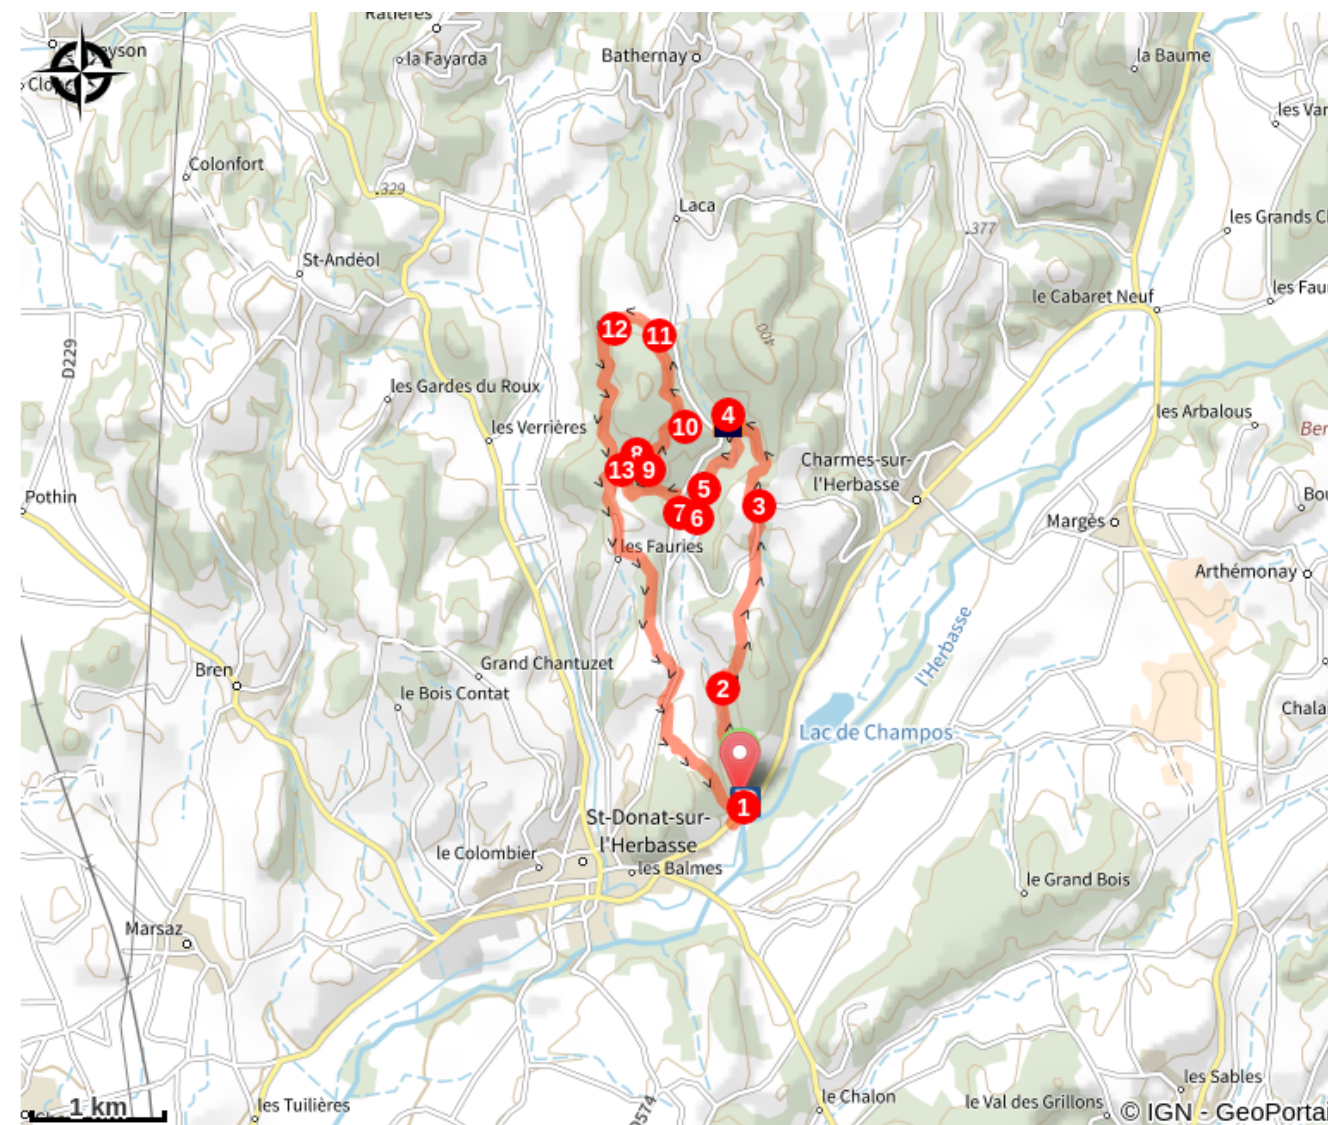 Ratières
Bathernay
la Baume
la Fayarda
les Van
Colonfort
Laca
329
les Grands C
377
St-Andéol
le Cabaret Neuf
les Fau
400
12
11
D229
les Gardes du Roux
4
les Arbalous
10
les Verrières
Ber
8
Charmes-sur-
l'Herbasse
13
9
5
Pothin
3
Bou
7
6
Margès
les Fauries
Arthémonay
l'Herbasse
Grand Chantuzet
Bren
2
le Bois Contat
Chala
Lac de Champos
1
St-Donat-sur-
l'Herbasse
le Colombier
les Balmes
le Grand Bois
Marsaz
les Sables
le Chalon
le Val des Grillons
les Tuilières
1 km
D574
© IGN - GeoPortai